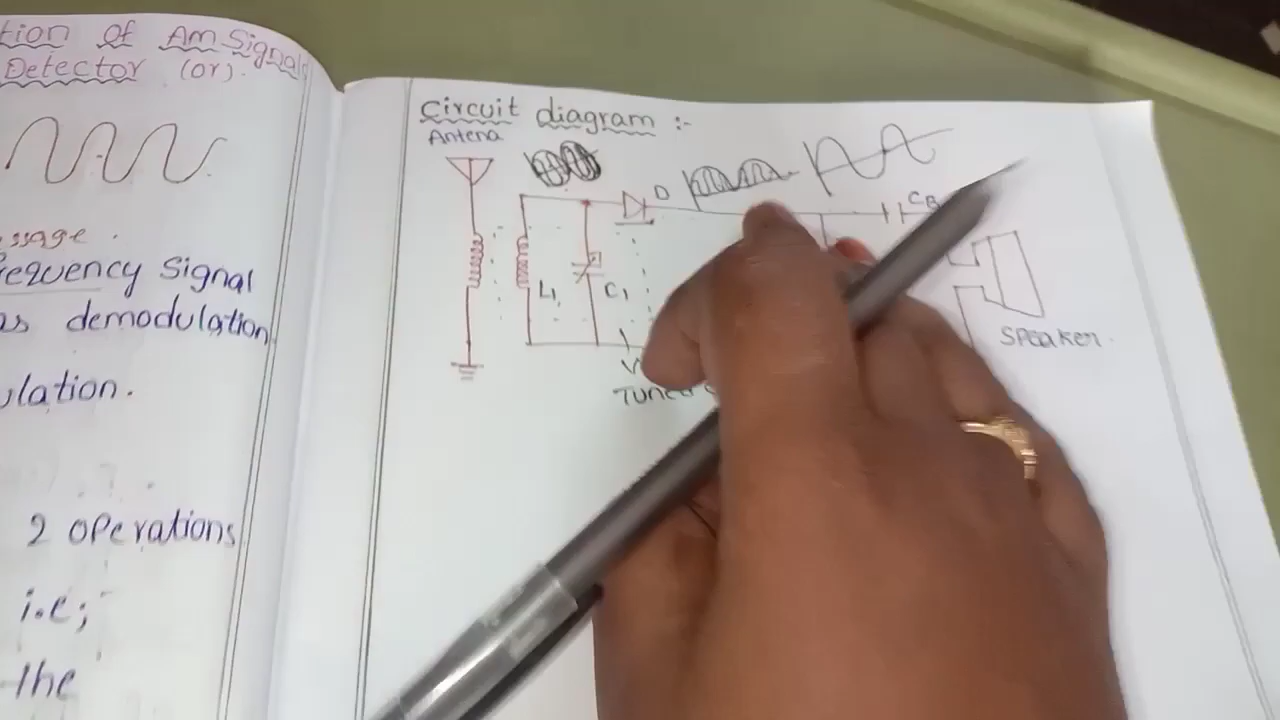 tion of Am Signals
Detector (or).
ssage.
requency Signal
as demodulation
ulation.
2 operations
i.e;
the
Circuit diagram :-
Antena
D
L1
C1
Speaker.